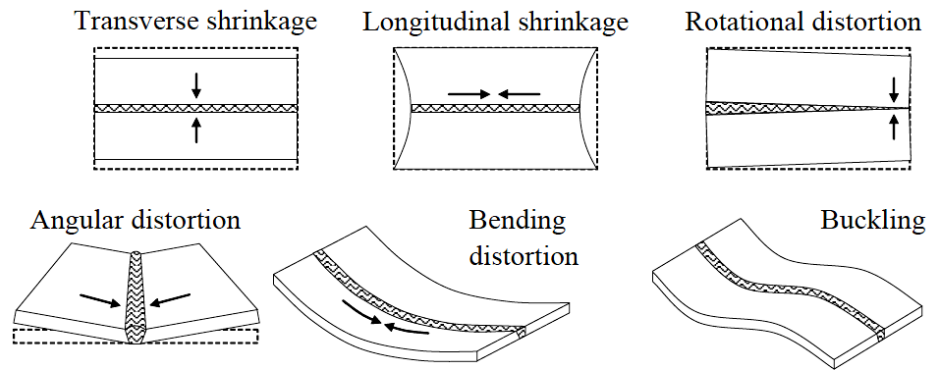 Transverse shrinkage
Longitudinal shrinkage
Rotational distortion
Angular distortion
Bending
distortion
Buckling